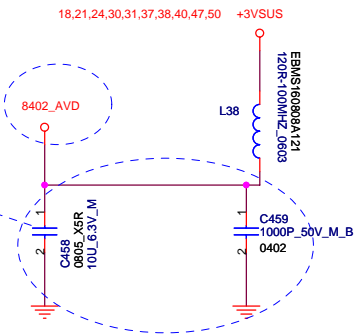 18,21,24,30,31,37,38,40,47,50 +3VSUS
EBMS160808A121
120R-100MHZ_0603
L38
8402_AVD
1
2
C458
0805_X5R
10U_6.3V_M
1
2
C459
1000P_50V_M_B
0402